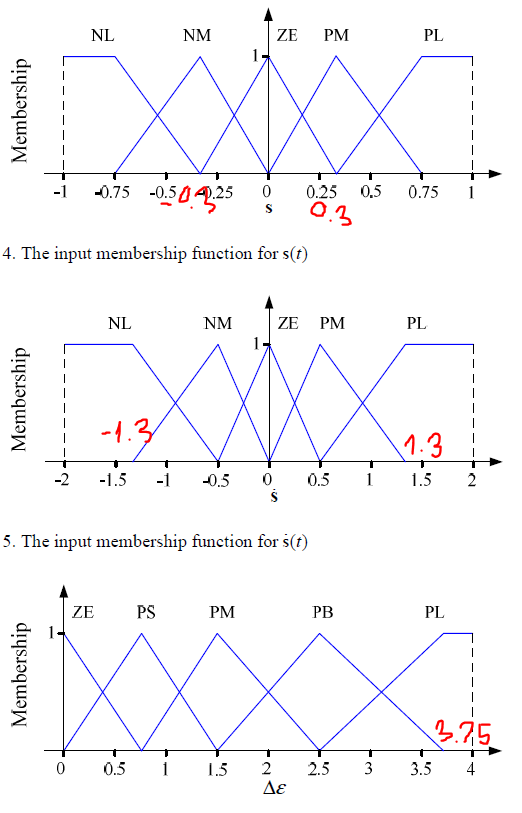 NL NM ZE PM PL
1
Membership
-1 -0.75 -0.5 -0.25 0 0.25 0.5 0.75 1
-0.3 s 0.3
4. The input membership function for s(t)
NL NM ZE PM PL
1
Membership
-1.3 1.3
-2 -1.5 -1 -0.5 0 0.5 1 1.5 2
ṡ
5. The input membership function for ṡ(t)
ZE PS PM PB PL
1
Membership
3.75
0 0.5 1 1.5 2 2.5 3 3.5 4
Δε